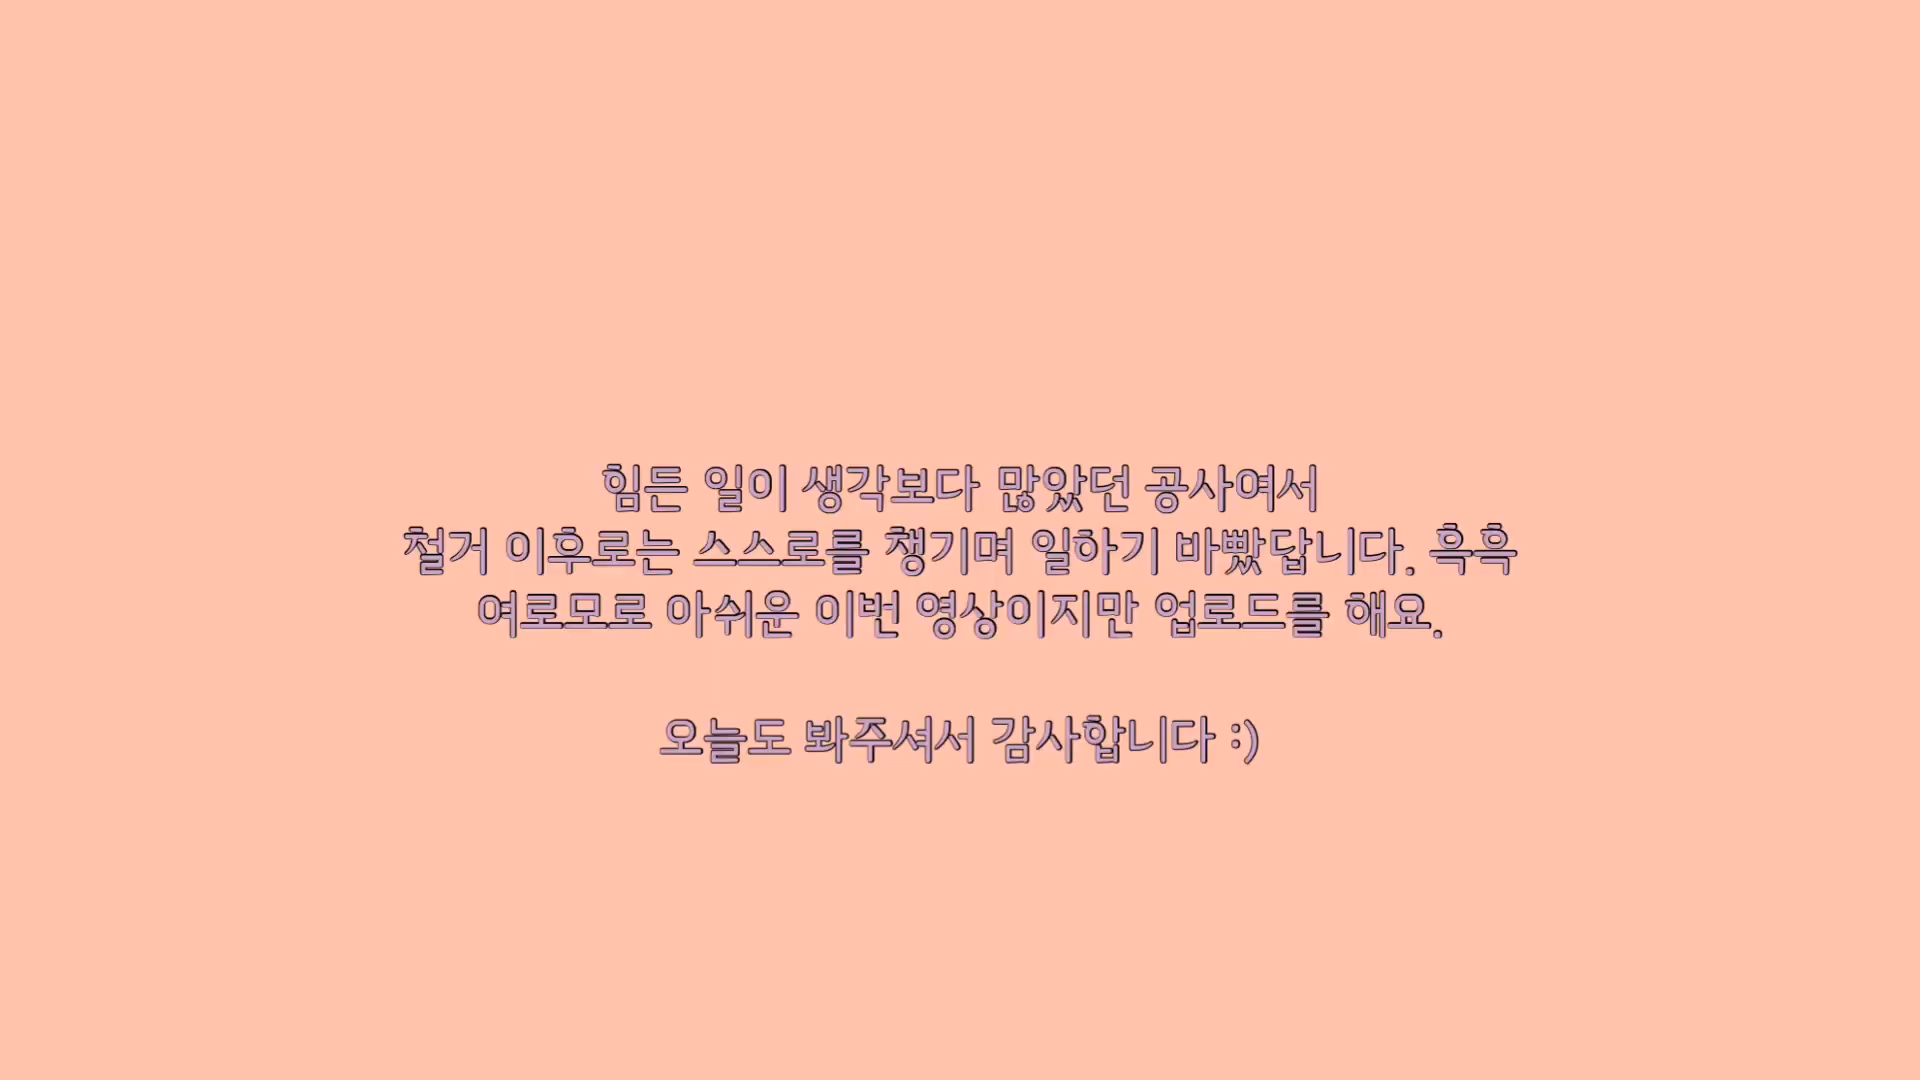 힘든 일이 생각보다 많았던 공사여서
철거 이후로는 스스로를 챙기며 일하기 바빴답니다. 흑흑
여로모로 아쉬운 이번 영상이지만 업로드를 해요.
오늘도 봐주셔서 감사합니다 :)